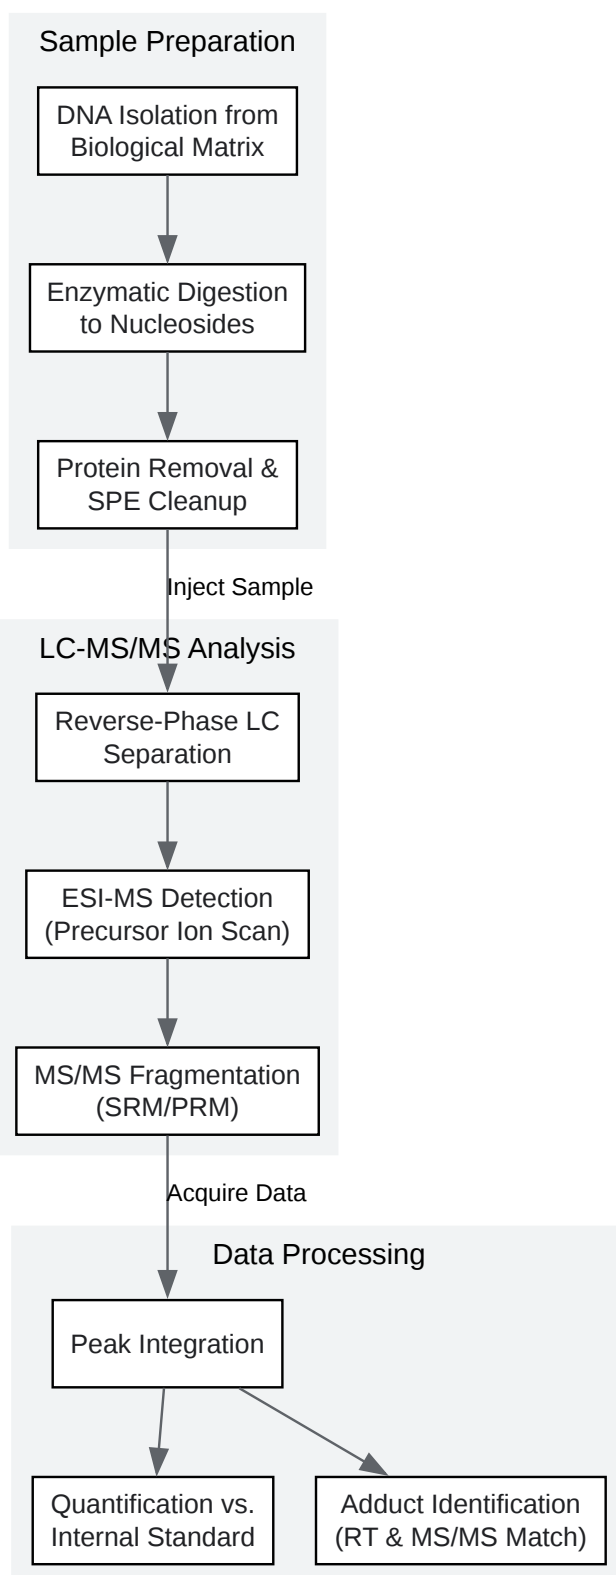 Sample Preparation
DNA Isolation from
Biological Matrix
Enzymatic Digestion
to Nucleosides
Protein Removal &
SPE Cleanup
Inject Sample
LC-MS/MS Analysis
Reverse-Phase LC
Separation
ESI-MS Detection
(Precursor Ion Scan)
MS/MS Fragmentation
(SRM/PRM)
Acquire Data
Data Processing
Peak Integration
Quantification vs.
Internal Standard
Adduct Identification
(RT & MS/MS Match)